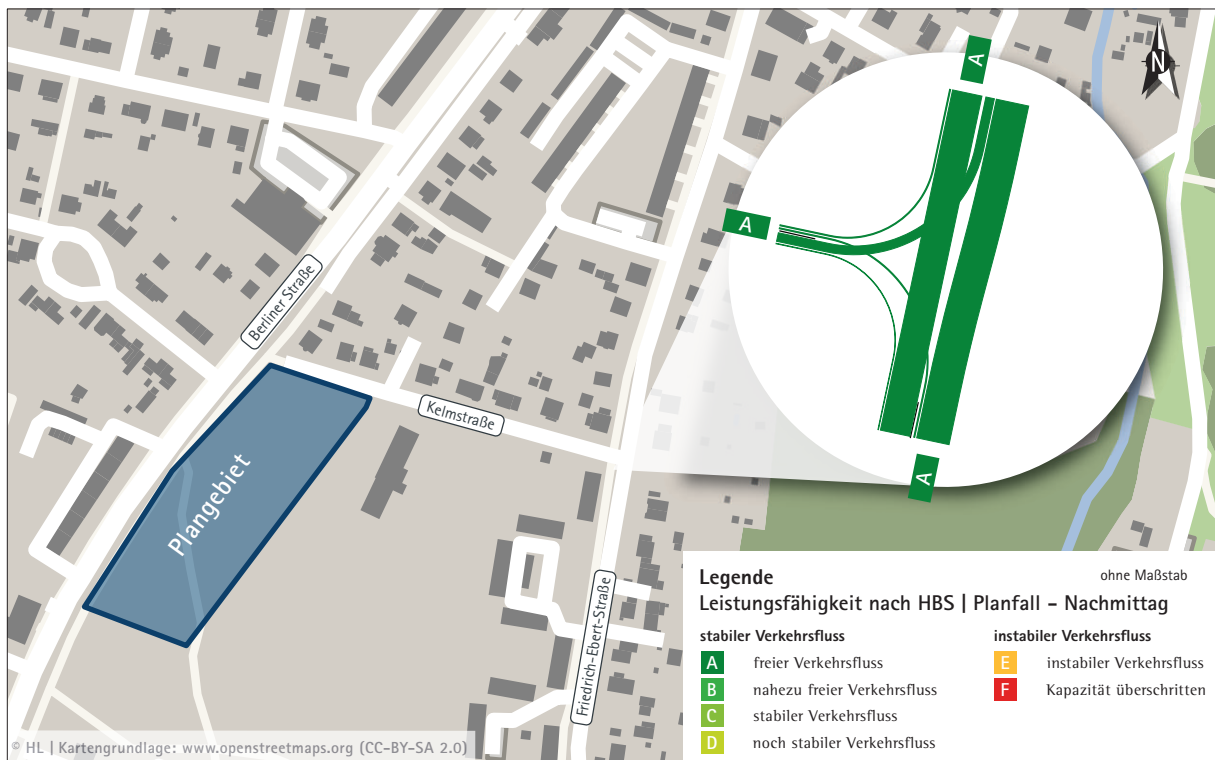 A
N
A
Berliner Straße
Kelmstraße
A
Plangebiet
Friedrich-Ebert-Straße
Legende
ohne Maßstab
Leistungsfähigkeit nach HBS | Planfall - Nachmittag
stabiler Verkehrsfluss
A freier Verkehrsfluss
B nahezu freier Verkehrsfluss
C stabiler Verkehrsfluss
D noch stabiler Verkehrsfluss
instabiler Verkehrsfluss
E instabiler Verkehrsfluss
F Kapazität überschritten
© HL | Kartengrundlage: www.openstreetmaps.org (CC-BY-SA 2.0)